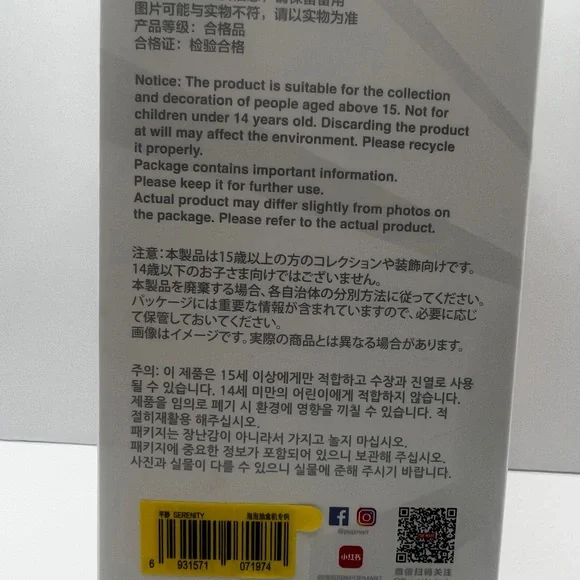 图片可能与实物不符，请以实物为准
产品等级：合格品
合格证：检验合格
Notice: The product is suitable for the collection
and decoration of people aged above 15. Not for
children under 14 years old. Discarding the product
at will may affect the environment. Please recycle
it properly.
Package contains important information.
Please keep it for further use.
Actual product may differ slightly from photos on
the package. Please refer to the actual product.
注意：本製品は15歳以上の方のコレクションや装飾向けです。
14歳以下のお子さま向けではございません。
本製品を廃棄する場合、各自治体の分別方法に従ってください。
パッケージには重要な情報が含まれていますので、必要に応じ
て保管しておいてください。
画像はイメージです。実際の商品とは異なる場合があります。
주의: 이 제품은 15세 이상에게만 적합하고 수장과 진열로 사용
될 수 있습니다. 14세 미만의 어린이에게 적합하지 않습니다.
제품을 임의로 폐기 시 환경에 영향을 끼칠 수 있습니다. 적
절히재활용 해주십시오.
패키지는 장난감이 아니라서 가지고 놀지 마십시오.
패키지에 중요한 정보가 포함되어 있으니 보관해 주십시오.
사진과 실물이 다를 수 있으니 실물에 준해 주시기 바랍니다.
平野 SERENITY
海淘抽盒机专供
6 931571 071974
@popmart
小红书
微信扫码关注